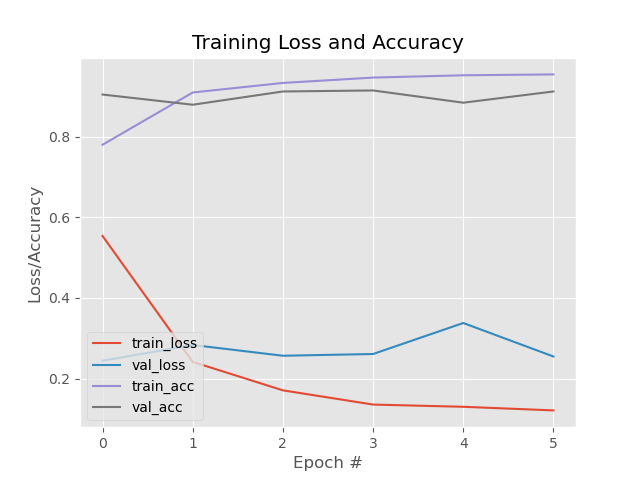 Training Loss and Accuracy
Loss/Accuracy
0.8
0.6
0.4
0.2
train_loss
val_loss
train_acc
val_acc
0 1 2 3 4 5
Epoch #